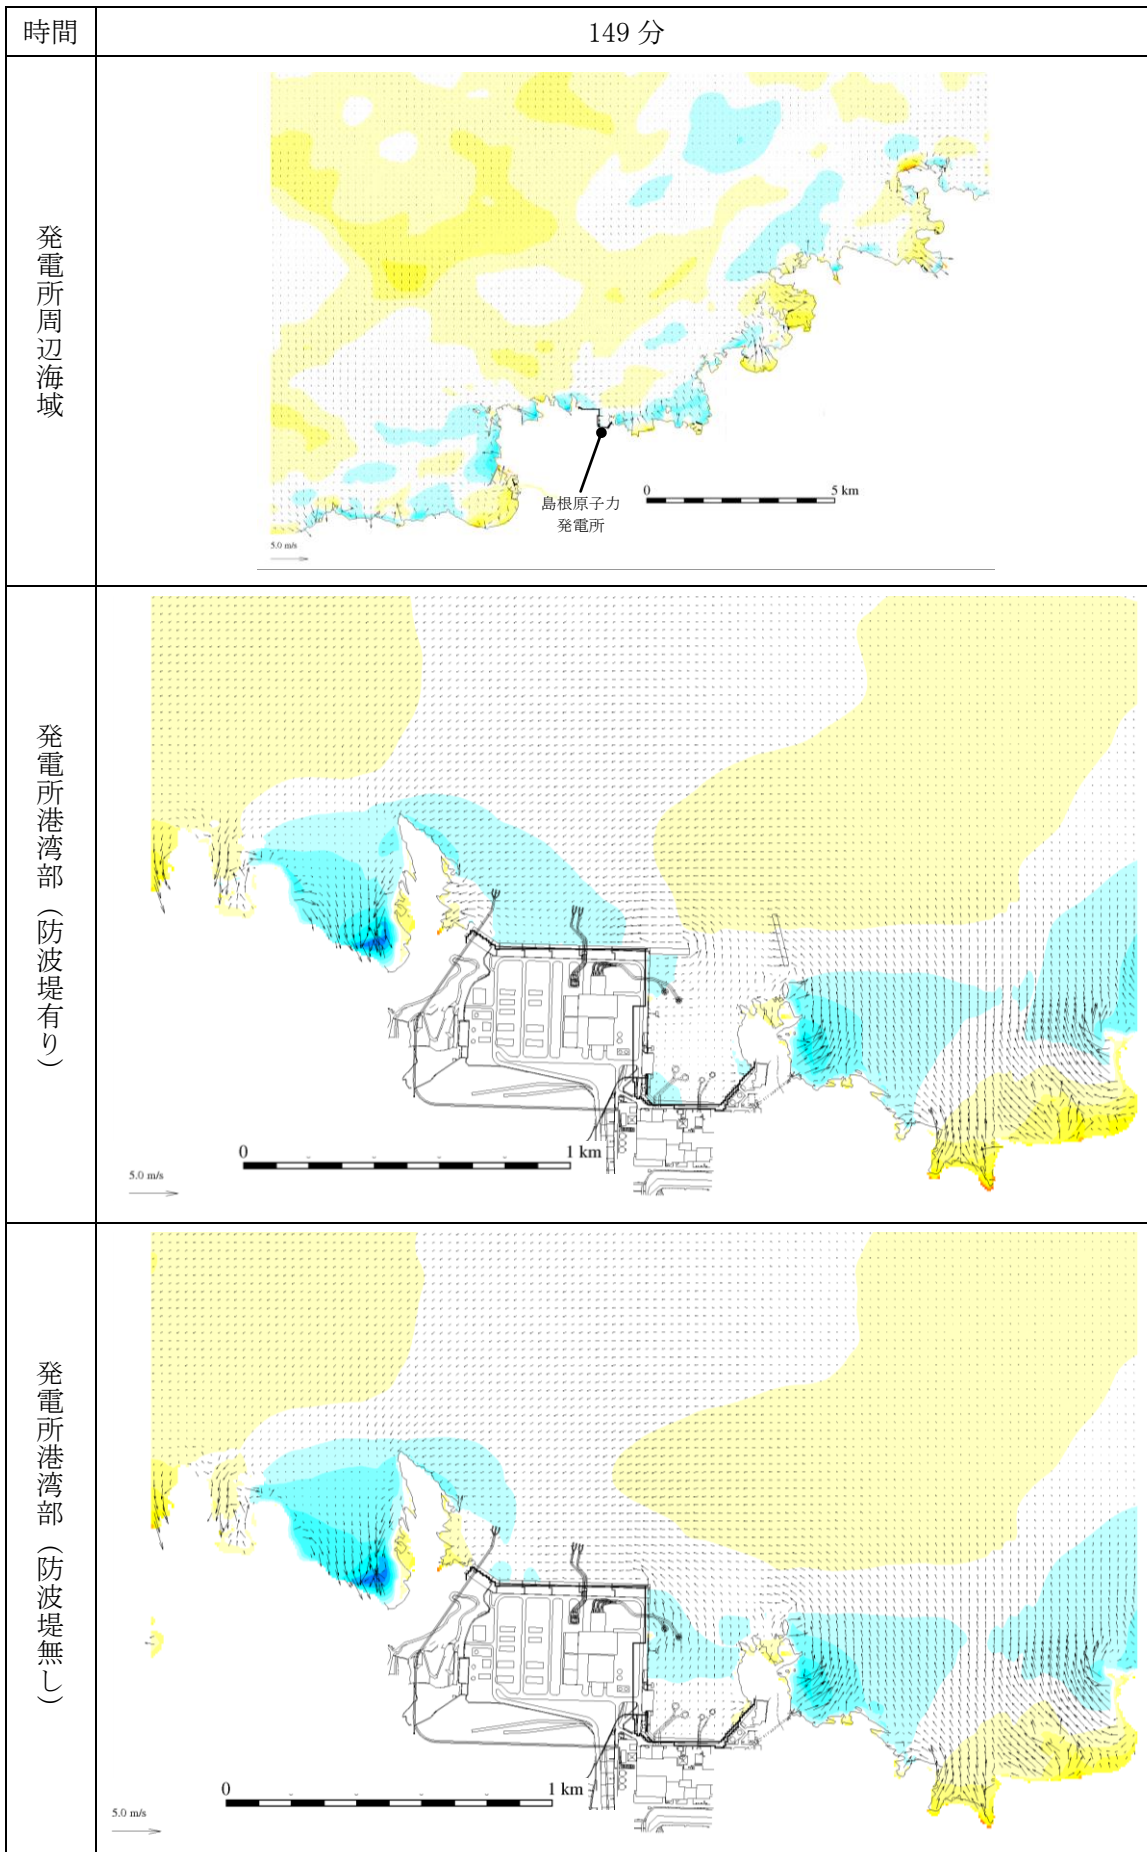 時間
149 分
発電所周辺海域
島根原子力
発電所
0
5 km
5.0 m/s
発電所港湾部（防波堤有り）
0
1 km
5.0 m/s
発電所港湾部（防波堤無し）
0
1 km
5.0 m/s